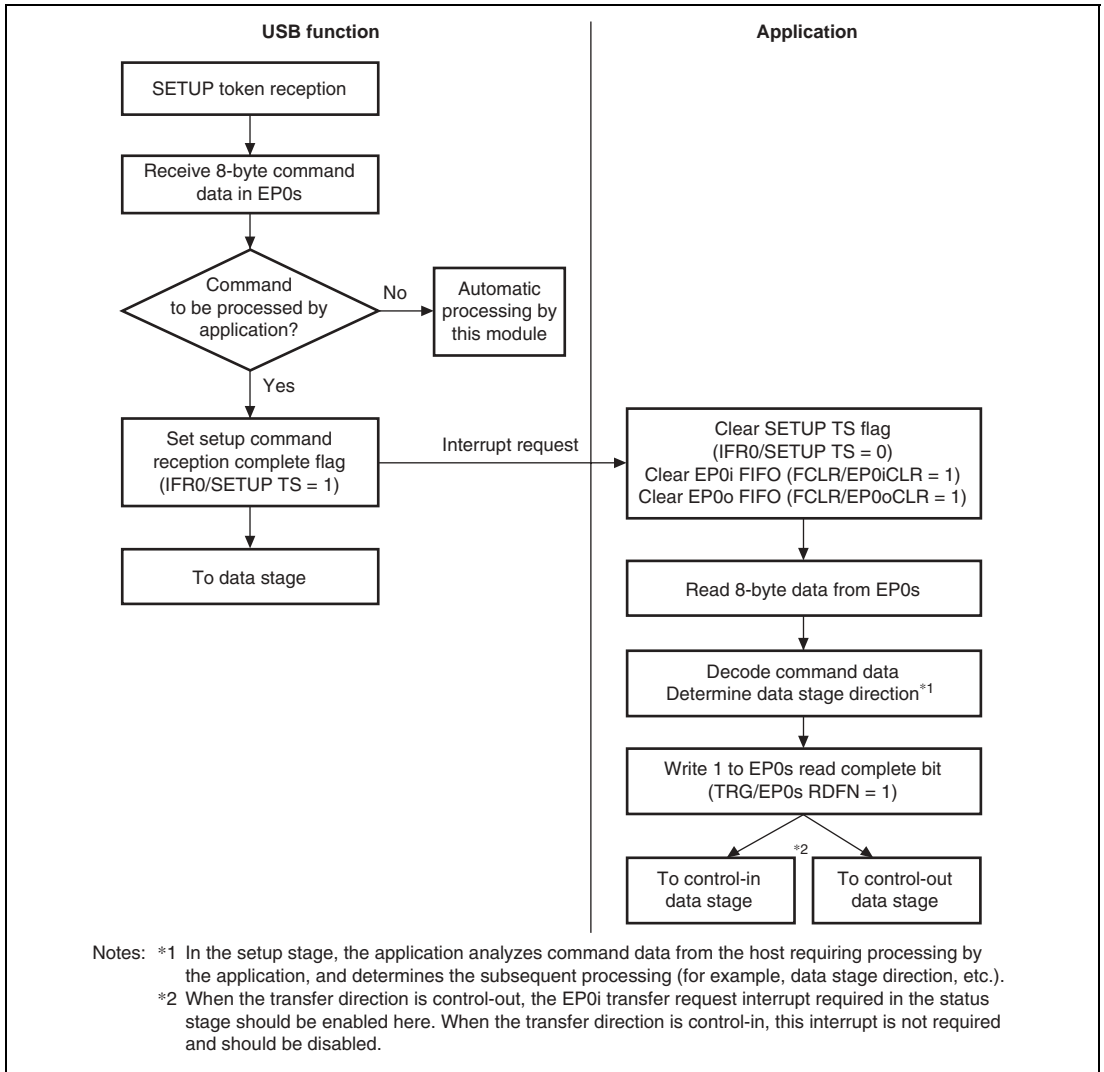 USB function
Application
SETUP token reception
Receive 8-byte command
data in EP0s
Command
to be processed by
application?
No
Automatic
processing by
this module
Yes
Set setup command
reception complete flag
(IFR0/SETUP TS = 1)
Interrupt request
To data stage
Clear SETUP TS flag
(IFR0/SETUP TS = 0)
Clear EP0i FIFO (FCLR/EP0iCLR = 1)
Clear EP0o FIFO (FCLR/EP0oCLR = 1)
Read 8-byte data from EP0s
Decode command data
Determine data stage direction*1
Write 1 to EP0s read complete bit
(TRG/EP0s RDFN = 1)
*2
To control-in
data stage
To control-out
data stage
Notes: *1 In the setup stage, the application analyzes command data from the host requiring processing by
the application, and determines the subsequent processing (for example, data stage direction, etc.).
*2 When the transfer direction is control-out, the EP0i transfer request interrupt required in the status
stage should be enabled here. When the transfer direction is control-in, this interrupt is not required
and should be disabled.